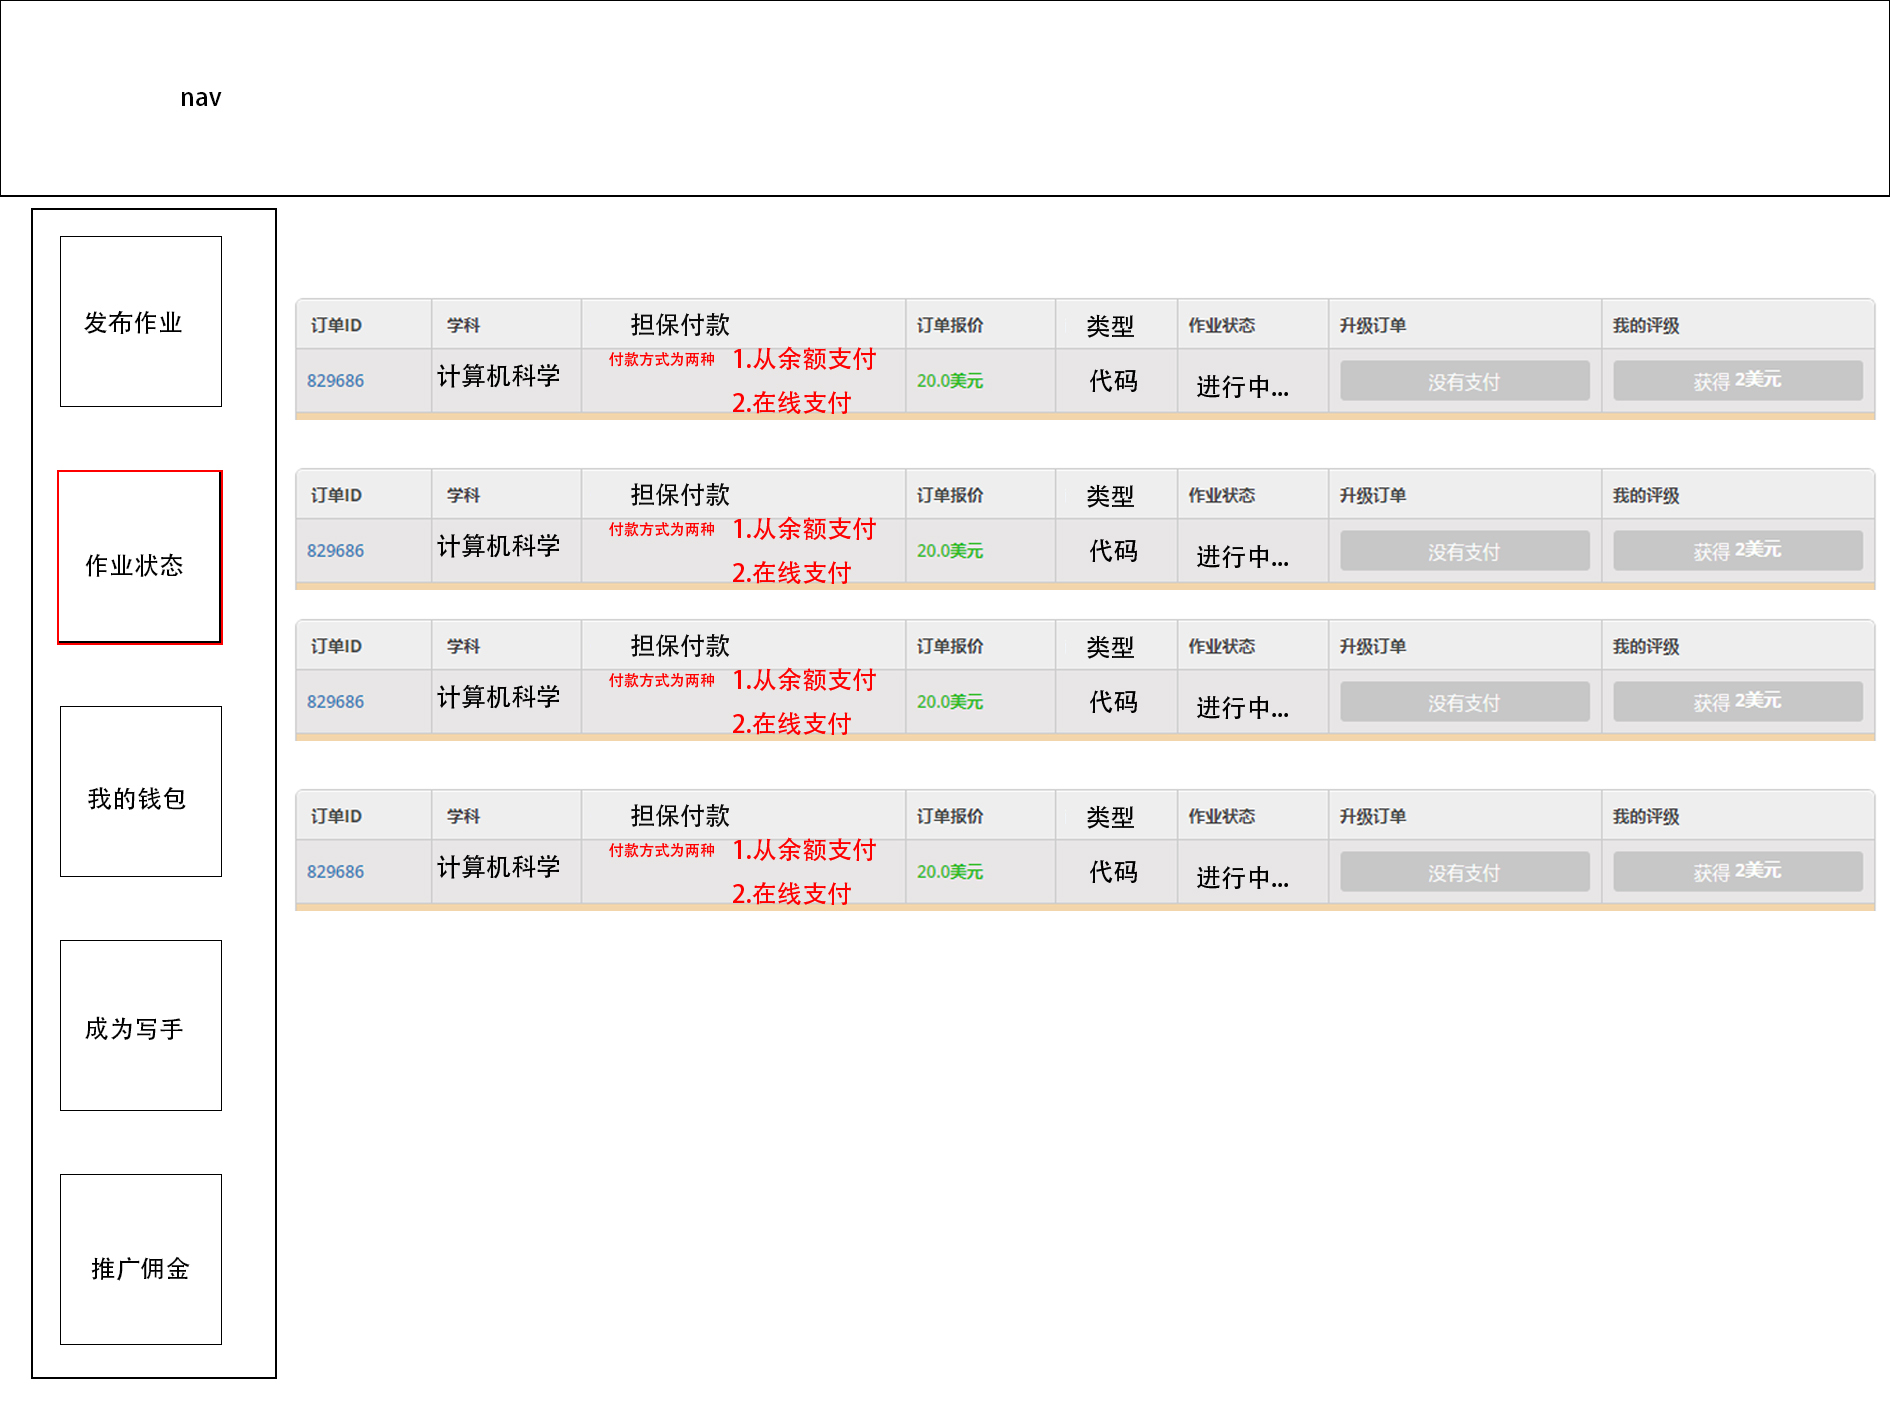 nav
发布作业
作业状态
我的钱包
成为写手
推广佣金
订单ID 学科 担保付款 订单报价 类型 作业状态 升级订单 我的评级
829686 计算机科学 付款方式为两种 1.从余额支付 20.0美元 代码 进行中... 没有支付 获得 2美元
2.在线支付
订单ID 学科 担保付款 订单报价 类型 作业状态 升级订单 我的评级
829686 计算机科学 付款方式为两种 1.从余额支付 20.0美元 代码 进行中... 没有支付 获得 2美元
2.在线支付
订单ID 学科 担保付款 订单报价 类型 作业状态 升级订单 我的评级
829686 计算机科学 付款方式为两种 1.从余额支付 20.0美元 代码 进行中... 没有支付 获得 2美元
2.在线支付
订单ID 学科 担保付款 订单报价 类型 作业状态 升级订单 我的评级
829686 计算机科学 付款方式为两种 1.从余额支付 20.0美元 代码 进行中... 没有支付 获得 2美元
2.在线支付